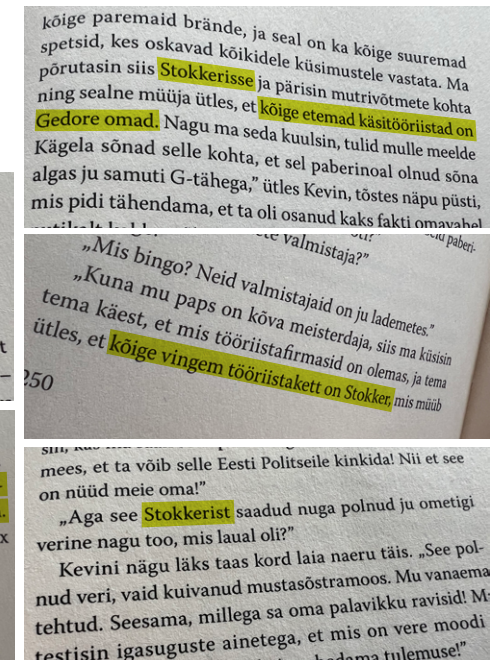 kõige paremaid brände, ja seal on ka kõige suuremad
spetsid, kes oskavad kõikidele küsimustele vastata. Ma
põrutasin siis Stokkerisse ja pärisin mutrivõtmete kohta
ning sealne müüja ütles, et kõige etemad käsitööriistad on
Gedore omad. Nagu ma seda kuulsin, tulid mulle meelde
Kägela sõnad selle kohta, et sel paberinoal olnud sõna
algas ju samuti G-tähega,” ütles Kevin, tõstes näpu püsti,
mis pidi tähendama, et ta oli osanud kaks fakti omavahel
valmistaja?”
„Mis bingo? Neid valmistajaid on ju lademetes.”
„Kuna mu paps on kõva meisterdaja, siis ma küsisin
tema käest, et mis tööriistafirmasid on olemas, ja tema
ütles, et kõige vingem tööriistakett on Stokker, mis müüb
250
mees, et ta võib selle Eesti Politseile kinkida! Nii et see
on nüüd meie oma!”
„Aga see Stokkerist saadud nuga polnud ju ometigi
verine nagu too, mis laual oli?”
Kevini nägu läks taas kord laia naeru täis. „See pol-
nud veri, vaid kuivanud mustasõstramoos. Mu vanaema
tehtud. Seesama, millega sa oma palavikku ravisid! M
testisin igasuguste ainetega, et mis on vere moodi
tulemuse!”